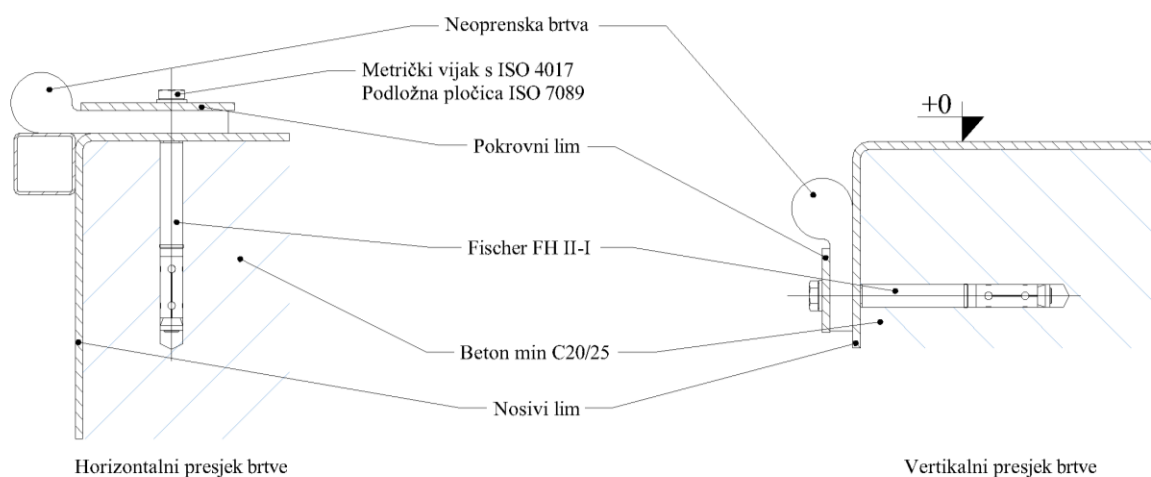 Neoprenska brtva
Metrički vijak s ISO 4017
Podložna pločica ISO 7089
+0
Pokrovni lim
Fischer FH II-I
Beton min C20/25
Nosivi lim
Horizontalni presjek brtve
Vertikalni presjek brtve